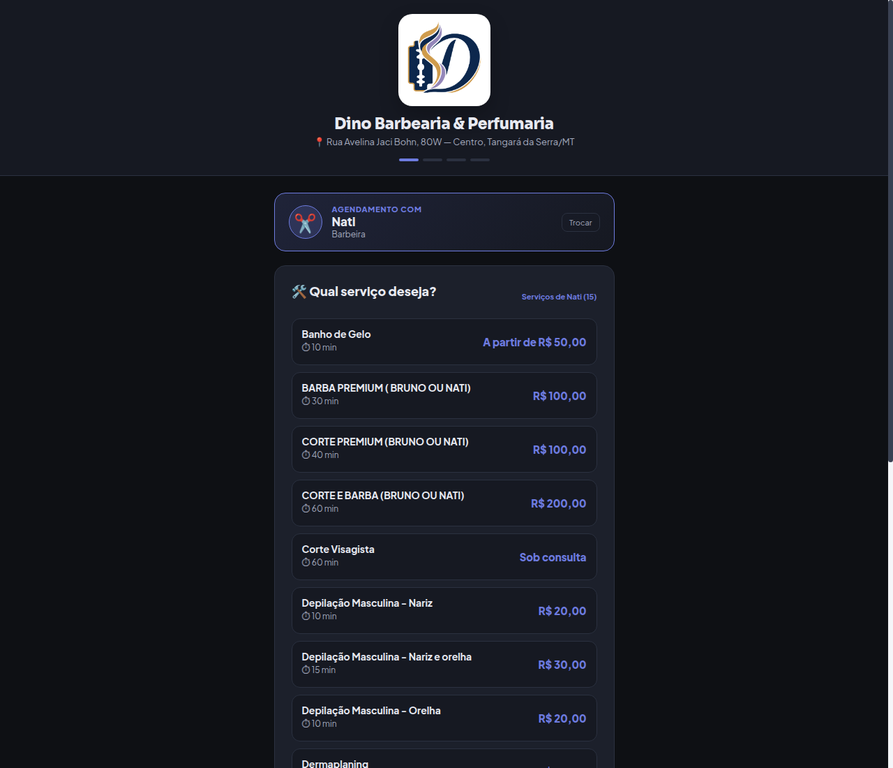 D
Dino Barbearia & Perfumaria
📍 Rua Avelina Jaci Bohn, 80W — Centro, Tangará da Serra/MT
AGENDAMENTO COM
Nati
Barbeira
Trocar
🛠️ Qual serviço deseja?
Serviços de Nati (15)
Banho de Gelo
⏱ 10 min
A partir de R$ 50,00
BARBA PREMIUM ( BRUNO OU NATI)
⏱ 30 min
R$ 100,00
CORTE PREMIUM (BRUNO OU NATI)
⏱ 40 min
R$ 100,00
CORTE E BARBA (BRUNO OU NATI)
⏱ 60 min
R$ 200,00
Corte Visagista
⏱ 60 min
Sob consulta
Depilação Masculina – Nariz
⏱ 10 min
R$ 20,00
Depilação Masculina – Nariz e orelha
⏱ 15 min
R$ 30,00
Depilação Masculina – Orelha
⏱ 10 min
R$ 20,00
Dermaplaning